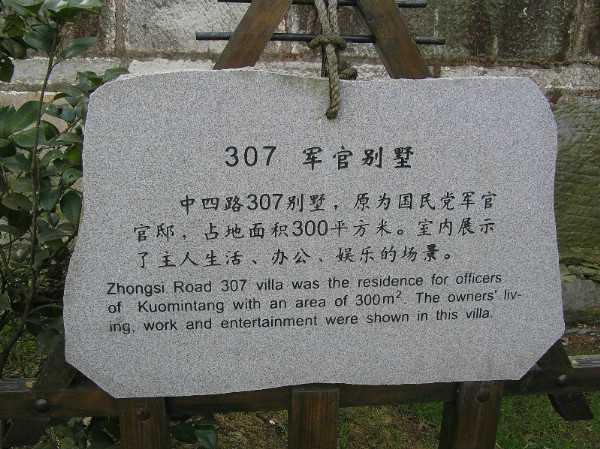 307 军官别墅
中四路307别墅，原为国民党军官
官邸，占地面积300平方米。室内展示
了主人生活、办公、娱乐的场景。
Zhongsi Road 307 villa was the residence for officers
of Kuomintang with an area of 300m². The owners' liv-
ing, work and entertainment were shown in this villa.